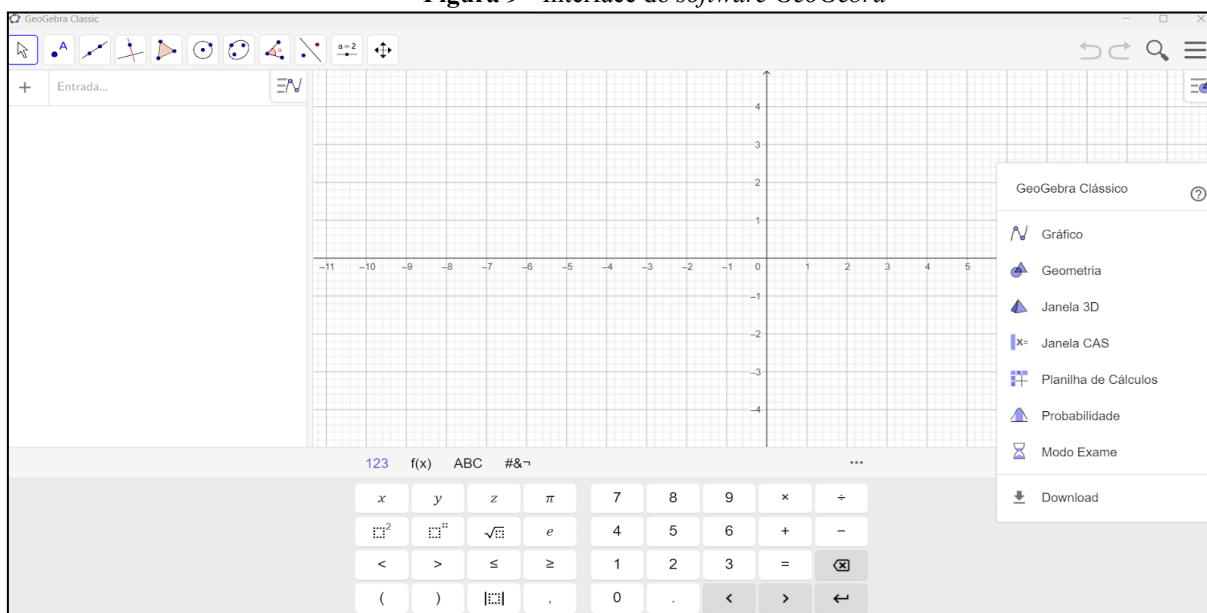 Figura 9 - Interface do software GeoGebra
GeoGebra Classic
A
a=2
+ Entrada...
4
3
2
1
-11 -10 -9 -8 -7 -6 -5 -4 -3 -2 -1 0 1 2 3 4 5
-1
-2
-3
-4
GeoGebra Clássico
Gráfico
Geometria
Janela 3D
X= Janela CAS
Planilha de Cálculos
Probabilidade
Modo Exame
Download
123 f(x) ABC #&¬ ...
x y z π 7 8 9 × ÷
2 √ e 4 5 6 + −
< > ≤ ≥ 1 2 3 =
( ) | | , 0 . < >